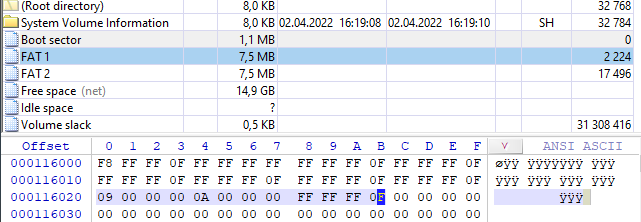 (Root directory) 8,0 KB 32 768
System Volume Information 8,0 KB 02.04.2022 16:19:08 02.04.2022 16:19:10 SH 32 784
Boot sector 1,1 MB 0
FAT 1 7,5 MB 2 224
FAT 2 7,5 MB 17 496
Free space (net) 14,9 GB
Idle space ?
Volume slack 0,5 KB 31 308 416
Offset 0 1 2 3 4 5 6 7 8 9 A B C D E F ANSI ASCII
000116000 F8 FF FF 0F FF FF FF FF FF FF FF 0F FF FF FF 0F øÿÿ ÿÿÿÿÿÿÿ ÿÿÿ
000116010 FF FF FF 0F FF FF FF 0F FF FF FF 0F FF FF FF 0F ÿÿÿ ÿÿÿ ÿÿÿ ÿÿÿ
000116020 09 00 00 00 0A 00 00 00 FF FF FF 0F 00 00 00 00 ÿÿÿ
000116030 00 00 00 00 00 00 00 00 00 00 00 00 00 00 00 00